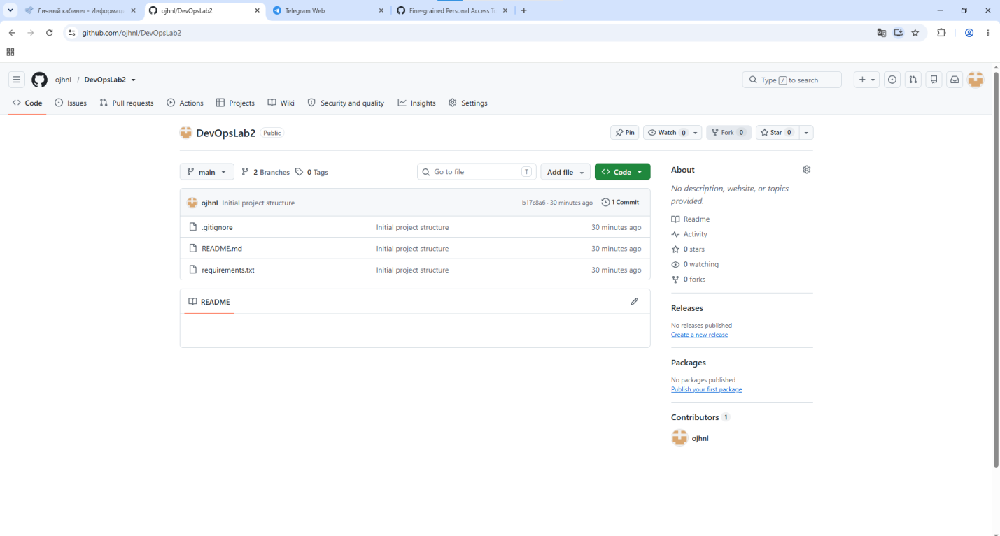 Личный кабинет - Информаци
ojhnl/DevOpsLab2
Telegram Web
Fine-grained Personal Access To
github.com/ojhnl/DevOpsLab2
ojhnl / DevOpsLab2
Type / to search
Code
Issues
Pull requests
Actions
Projects
Wiki
Security and quality
Insights
Settings
DevOpsLab2 Public
Pin
Watch 0
Fork 0
Star 0
main
2 Branches
0 Tags
Go to file T
Add file
Code
ojhnl Initial project structure b17c8a6 · 30 minutes ago 1 Commit
.gitignore Initial project structure 30 minutes ago
README.md Initial project structure 30 minutes ago
requirements.txt Initial project structure 30 minutes ago
README
About
No description, website, or topics
provided.
Readme
Activity
0 stars
0 watching
0 forks
Releases
No releases published
Create a new release
Packages
No packages published
Publish your first package
Contributors 1
ojhnl